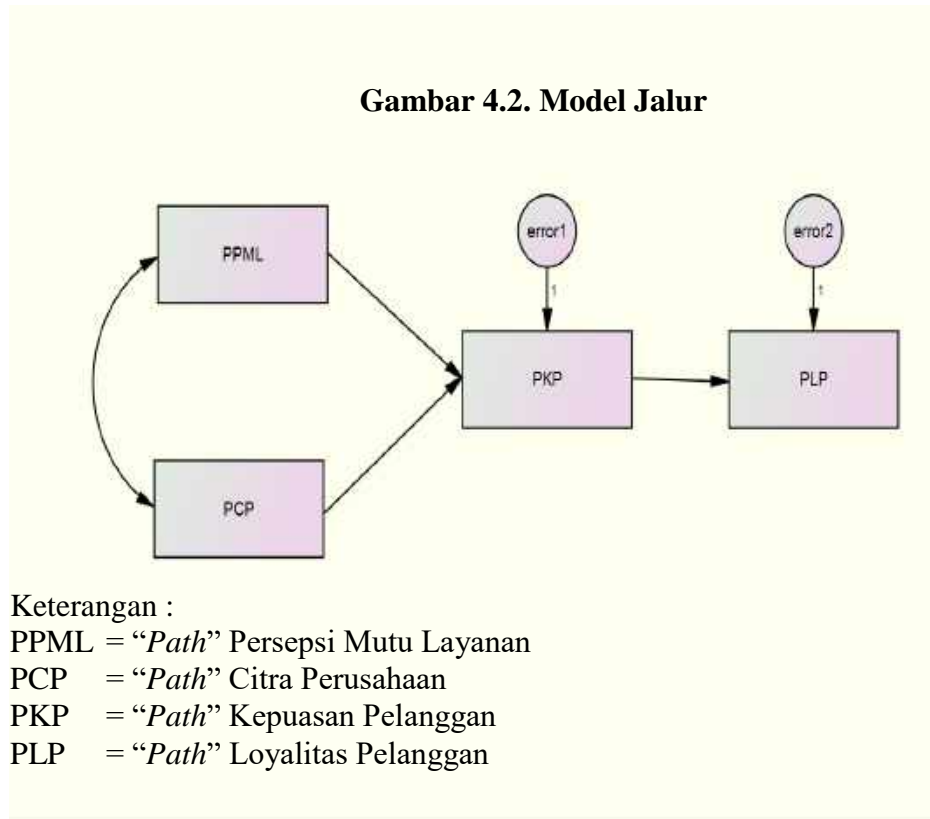 Gambar 4.2. Model Jalur
PPML
error1
error2
1
1
PKP
PLP
PCP
Keterangan :
PPML = “Path” Persepsi Mutu Layanan
PCP = “Path” Citra Perusahaan
PKP = “Path” Kepuasan Pelanggan
PLP = “Path” Loyalitas Pelanggan